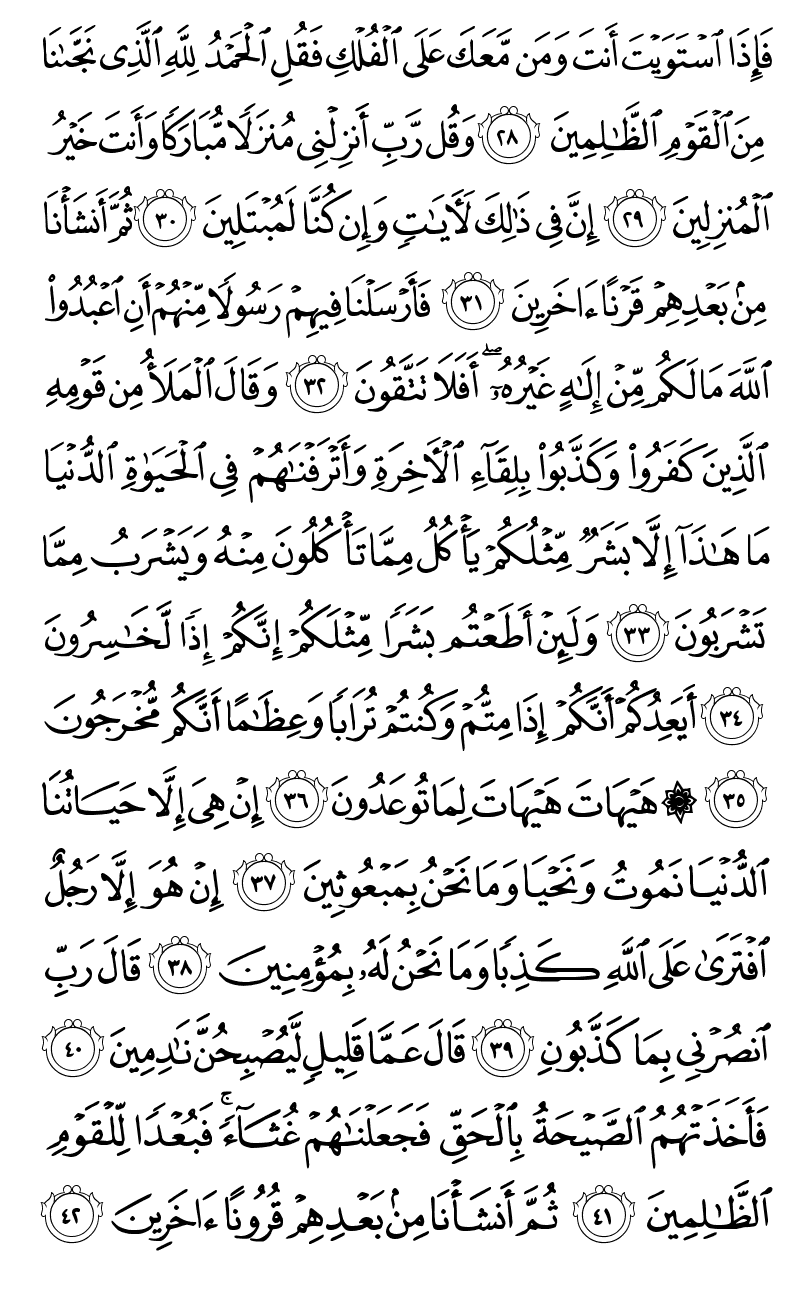 فَإِذَا ٱسْتَوَيْتَ أَنتَ وَمَن مَّعَكَ عَلَى ٱلْفُلْكِ فَقُلِ ٱلْحَمْدُ لِلَّهِ ٱلَّذِى نَجَّىٰنَا
مِنَ ٱلْقَوْمِ ٱلظَّـٰلِمِينَ ٢٨ وَقُل رَّبِّ أَنزِلْنِى مُنزَلًا مُّبَارَكًا وَأَنتَ خَيْرُ
ٱلْمُنزِلِينَ ٢٩ إِنَّ فِى ذَٰلِكَ لَـَٔايَـٰتٍ وَإِن كُنَّا لَمُبْتَلِينَ ٣٠ ثُمَّ أَنشَأْنَا
مِنۢ بَعْدِهِمْ قَرْنًا ءَاخَرِينَ ٣١ فَأَرْسَلْنَا فِيهِمْ رَسُولًا مِّنْهُمْ أَنِ ٱعْبُدُوا۟
ٱللَّهَ مَا لَكُم مِّنْ إِلَـٰهٍ غَيْرُهُۥٓ ۖ أَفَلَا تَتَّقُونَ ٣٢ وَقَالَ ٱلْمَلَأُ مِن قَوْمِهِ
ٱلَّذِينَ كَفَرُوا۟ وَكَذَّبُوا۟ بِلِقَآءِ ٱلْـَٔاخِرَةِ وَأَتْرَفْنَـٰهُمْ فِى ٱلْحَيَوٰةِ ٱلدُّنْيَا
مَا هَـٰذَآ إِلَّا بَشَرٌ مِّثْلُكُمْ يَأْكُلُ مِمَّا تَأْكُلُونَ مِنْهُ وَيَشْرَبُ مِمَّا
تَشْرَبُونَ ٣٣ وَلَئِنْ أَطَعْتُم بَشَرًا مِّثْلَكُمْ إِنَّكُمْ إِذًا لَّخَـٰسِرُونَ
٣٤ أَيَعِدُكُمْ أَنَّكُمْ إِذَا مِتُّمْ وَكُنتُمْ تُرَابًا وَعِظَـٰمًا أَنَّكُم مُّخْرَجُونَ
٣٥ ۞ هَيْهَاتَ هَيْهَاتَ لِمَا تُوعَدُونَ ٣٦ إِنْ هِىَ إِلَّا حَيَاتُنَا
ٱلدُّنْيَا نَمُوتُ وَنَحْيَا وَمَا نَحْنُ بِمَبْعُوثِينَ ٣٧ إِنْ هُوَ إِلَّا رَجُلٌ
ٱفْتَرَىٰ عَلَى ٱللَّهِ كَذِبًا وَمَا نَحْنُ لَهُۥ بِمُؤْمِنِينَ ٣٨ قَالَ رَبِّ
ٱنصُرْنِى بِمَا كَذَّبُونِ ٣٩ قَالَ عَمَّا قَلِيلٍ لَّيُصْبِحُنَّ نَـٰدِمِينَ ٤٠
فَأَخَذَتْهُمُ ٱلصَّيْحَةُ بِٱلْحَقِّ فَجَعَلْنَـٰهُمْ غُثَآءً ۚ فَبُعْدًا لِّلْقَوْمِ
ٱلظَّـٰلِمِينَ ٤١ ثُمَّ أَنشَأْنَا مِنۢ بَعْدِهِمْ قُرُونًا ءَاخَرِينَ ٤٢